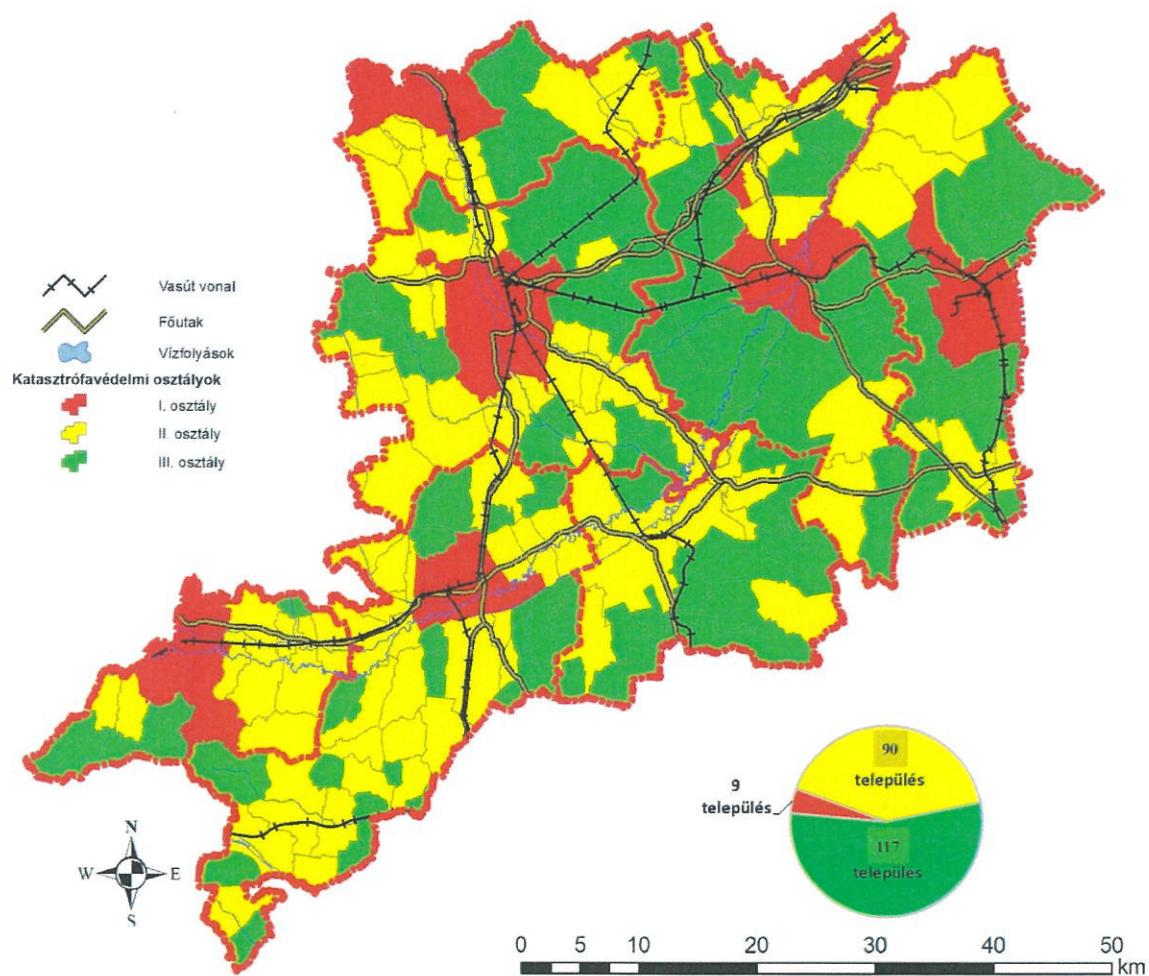 Vasút vonal
Főutak
Vízfolyások
Katasztrófavédelmi osztályok
I. osztály
II. osztály
III. osztály
90
település
9
település
117
település
N
W E
S
0 10 20 30 40 50
km